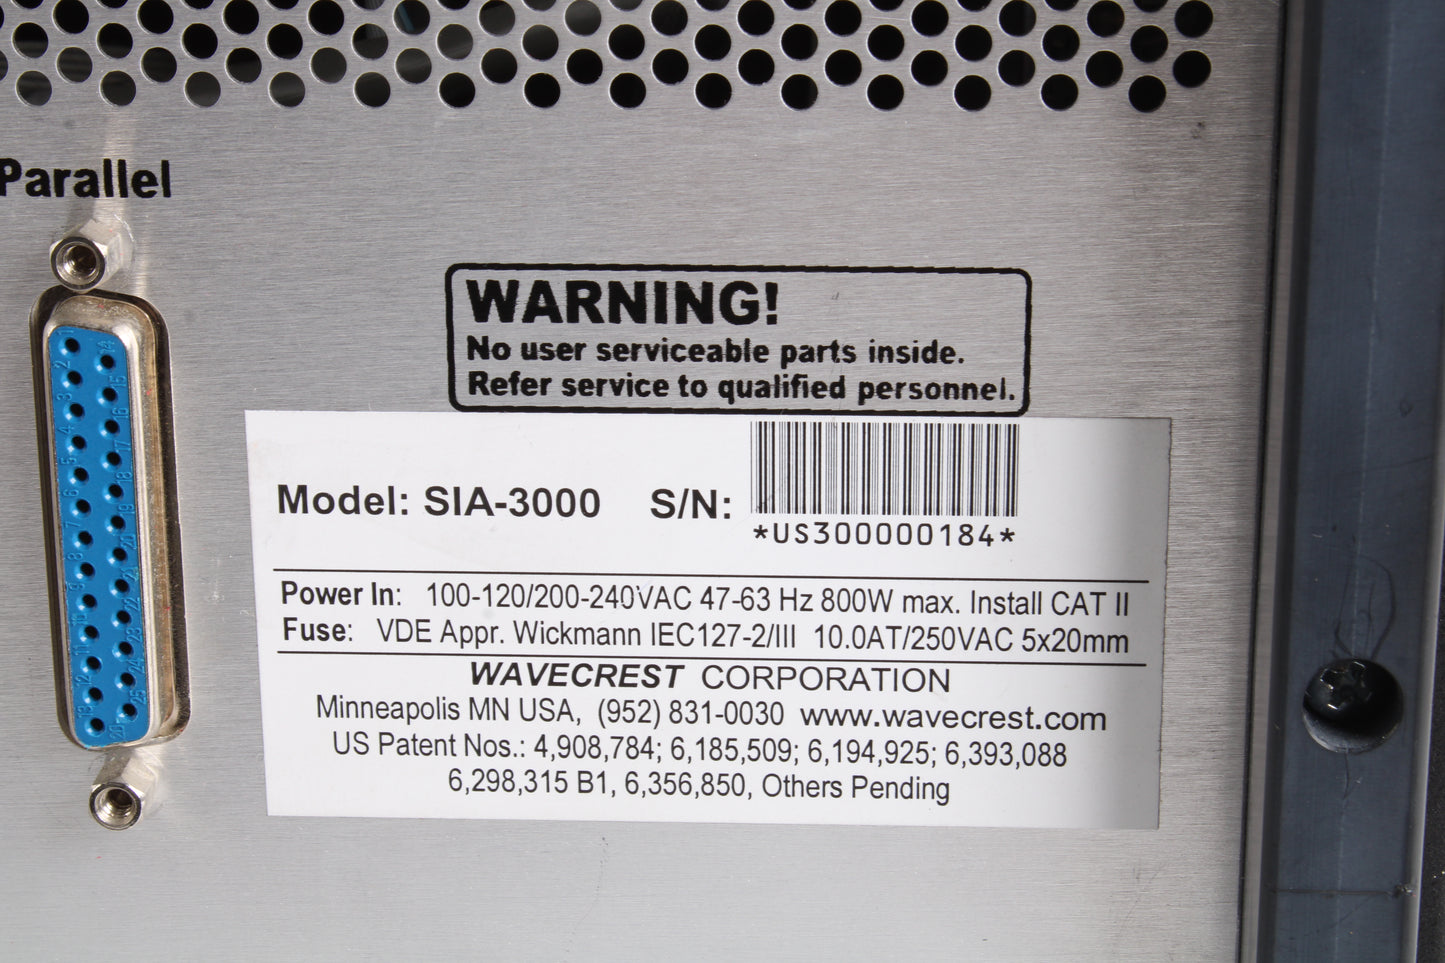 Parallel
WARNING!
No user serviceable parts inside.
Refer service to qualified personnel.
Model: SIA-3000 S/N:
*US300000184*
Power In: 100-120/200-240VAC 47-63 Hz 800W max. Install CAT II
Fuse: VDE Appr. Wickmann IEC127-2/III 10.0AT/250VAC 5x20mm
WAVECREST CORPORATION
Minneapolis MN USA, (952) 831-0030 www.wavecrest.com
US Patent Nos.: 4,908,784; 6,185,509; 6,194,925; 6,393,088
6,298,315 B1, 6,356,850, Others Pending